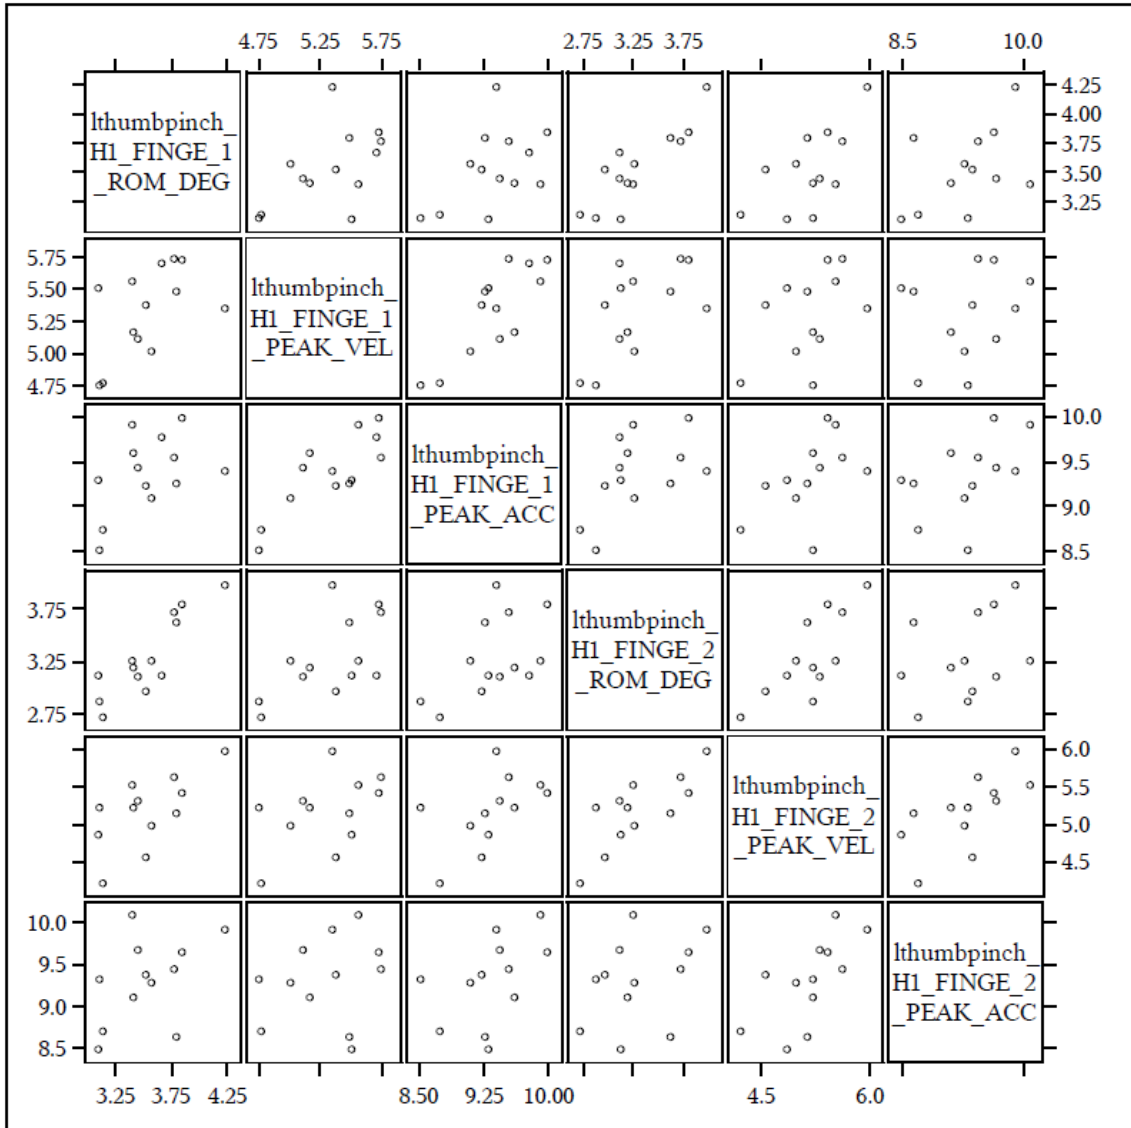 4.75 5.25 5.75 2.75 3.25 3.75 8.5 10.0
lthumbpinch_
H1_FINGE_1
_ROM_DEG
4.25
4.00
3.75
3.50
3.25
5.75
5.50
5.25
5.00
4.75
lthumbpinch_
H1_FINGE_1
_PEAK_VEL
lthumbpinch_
H1_FINGE_1
_PEAK_ACC
10.0
9.5
9.0
8.5
3.75
3.25
2.75
lthumbpinch_
H1_FINGE_2
_ROM_DEG
lthumbpinch_
H1_FINGE_2
_PEAK_VEL
6.0
5.5
5.0
4.5
10.0
9.5
9.0
8.5
lthumbpinch_
H1_FINGE_2
_PEAK_ACC
3.25 3.75 4.25 8.50 9.25 10.00 4.5 6.0